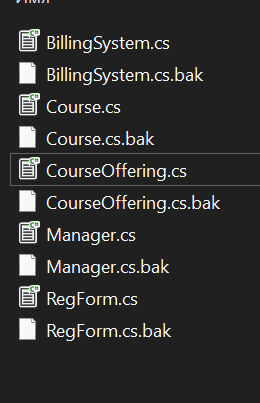 Имя
BillingSystem.cs
BillingSystem.cs.bak
Course.cs
Course.cs.bak
CourseOffering.cs
CourseOffering.cs.bak
Manager.cs
Manager.cs.bak
RegForm.cs
RegForm.cs.bak